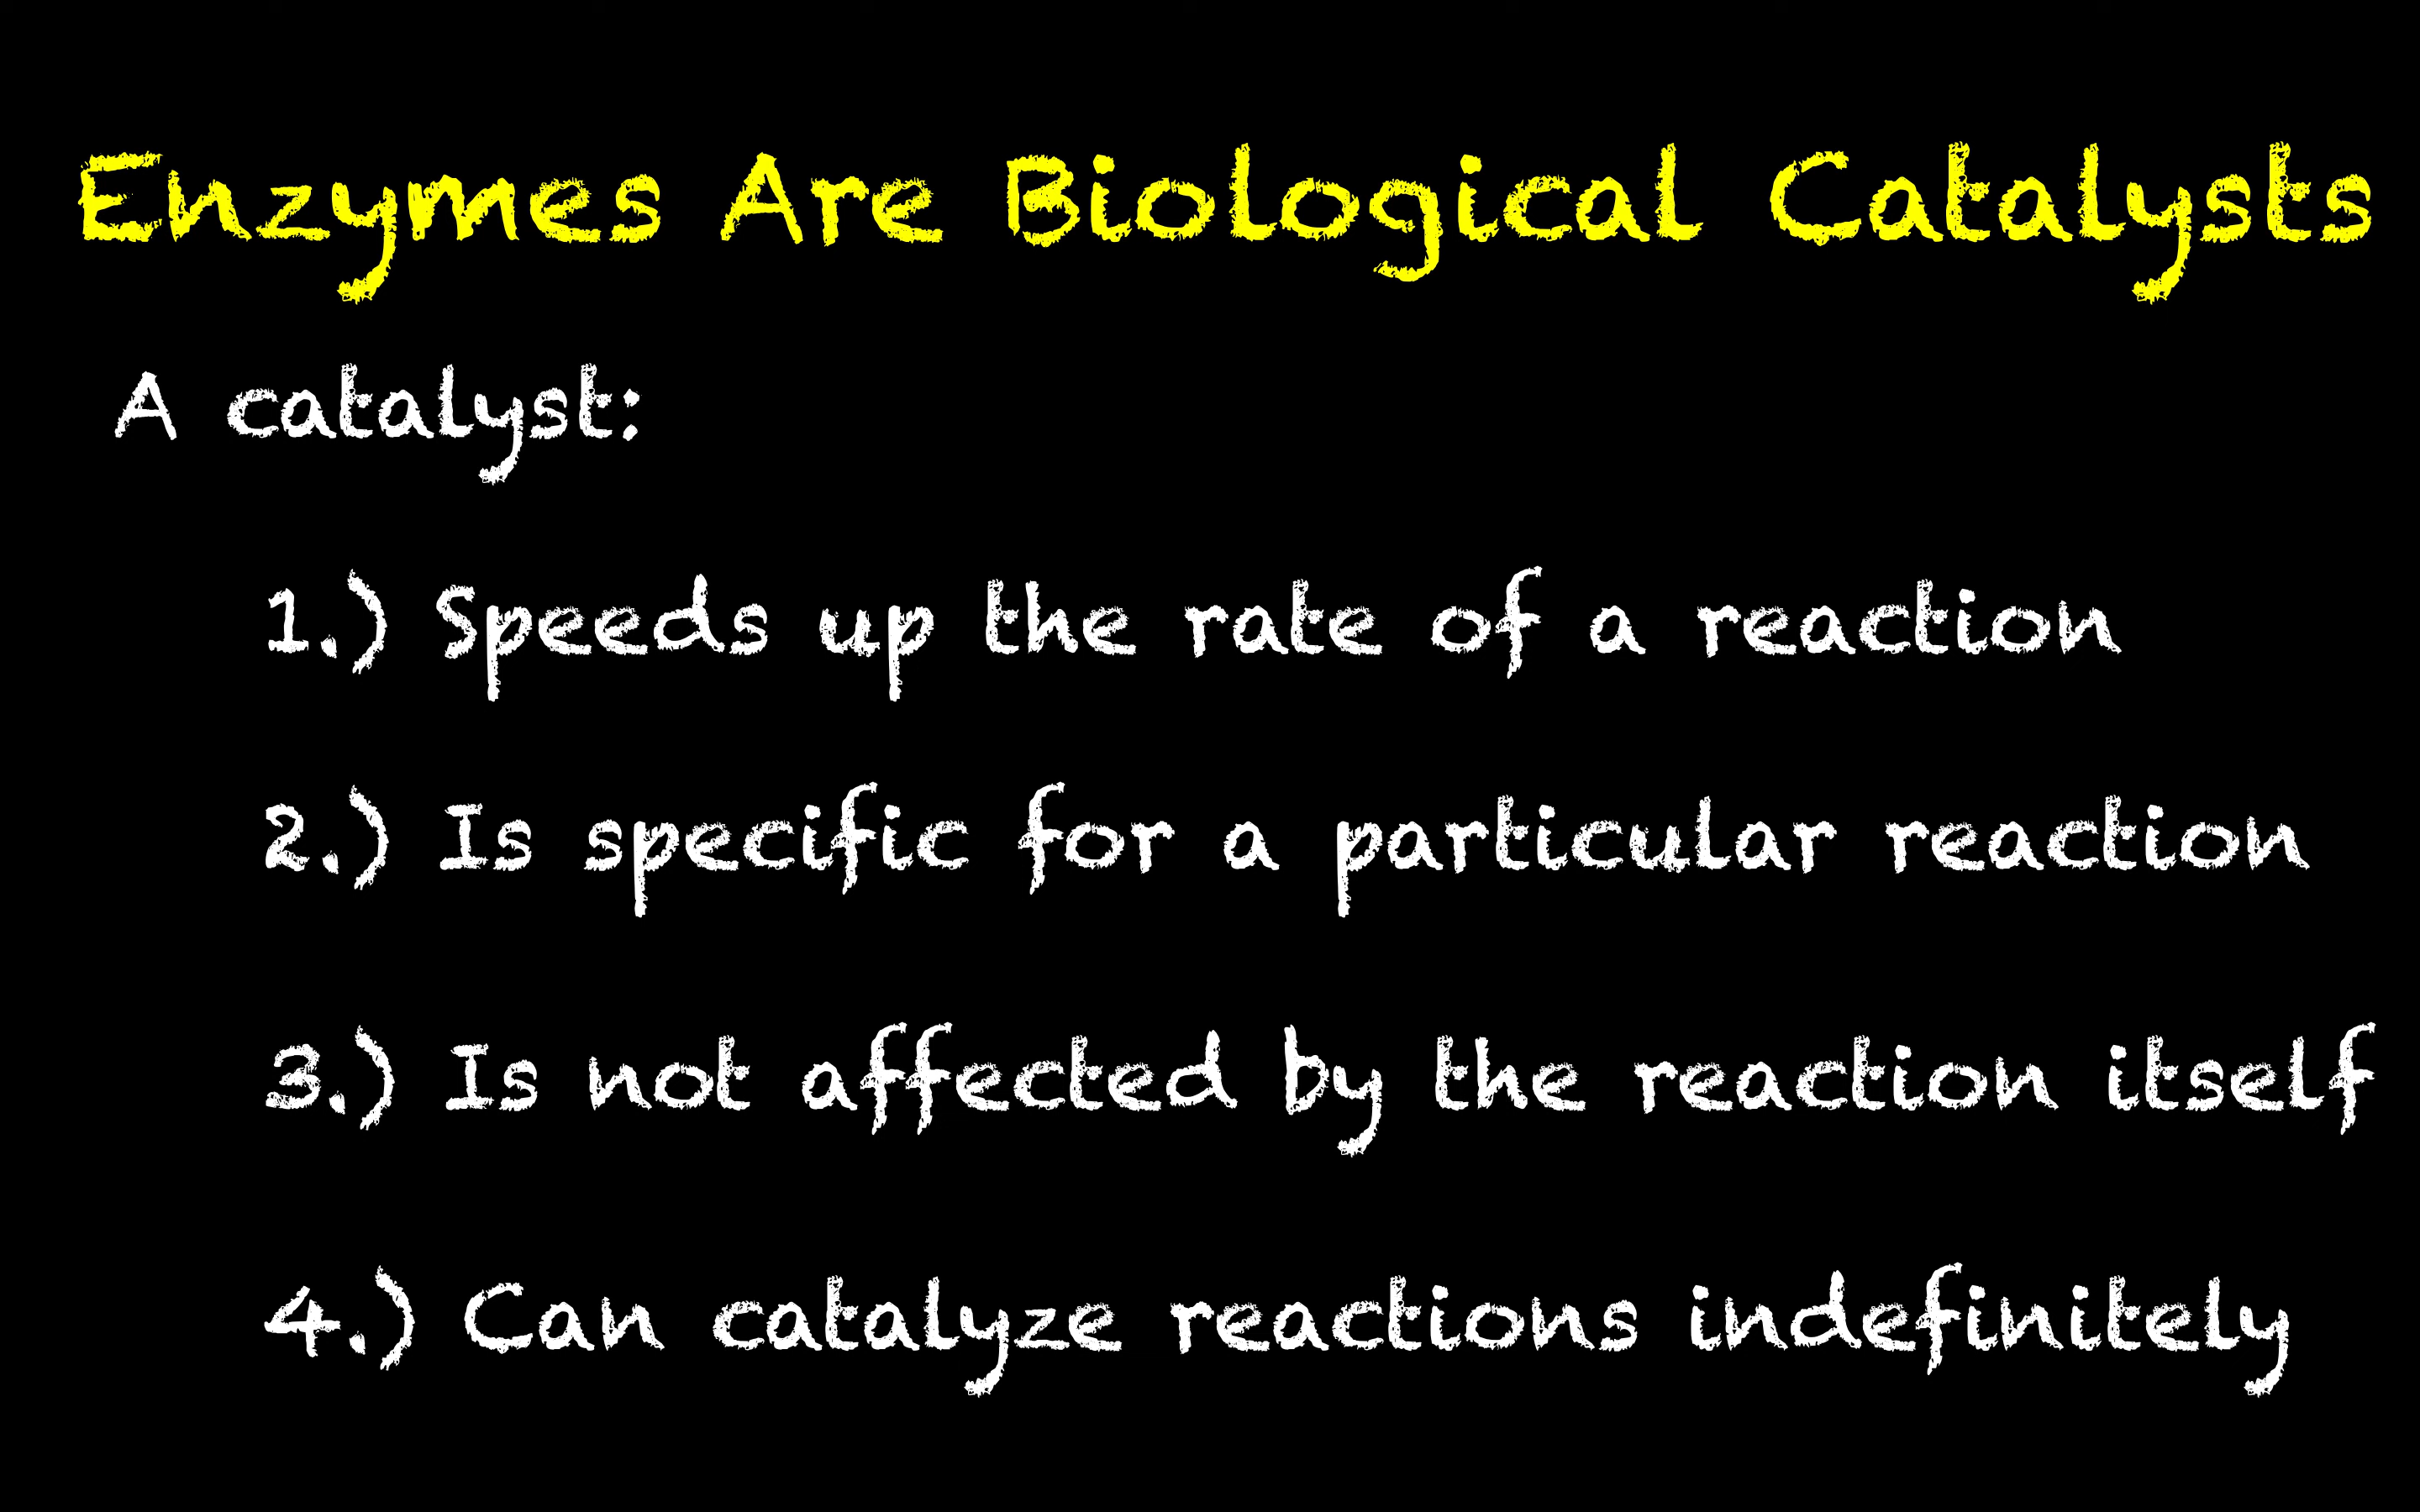 Enzymes Are Biological Catalysts
A catalyst:
1.) Speeds up the rate of a reaction
2.) Is specific for a particular reaction
3.) Is not affected by the reaction itself
4.) Can catalyze reactions indefinitely